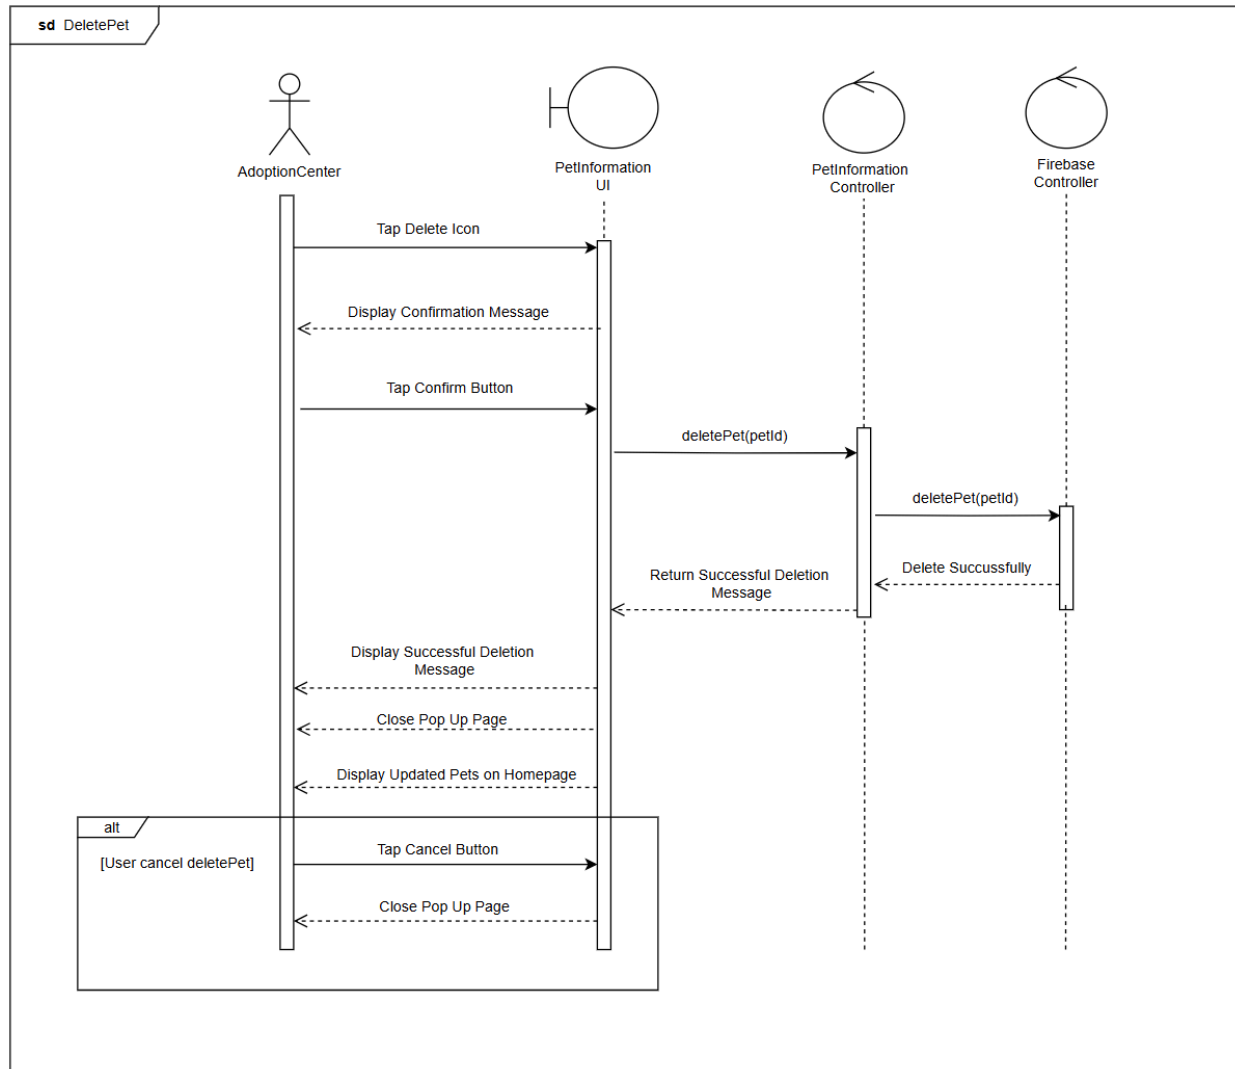 sd DeletePet
AdoptionCenter
PetInformation
UI
PetInformation
Controller
Firebase
Controller
Tap Delete Icon
Display Confirmation Message
Tap Confirm Button
deletePet(petId)
deletePet(petId)
Delete Succussfully
Return Successful Deletion
Message
Display Successful Deletion
Message
Close Pop Up Page
Display Updated Pets on Homepage
alt
[User cancel deletePet]
Tap Cancel Button
Close Pop Up Page